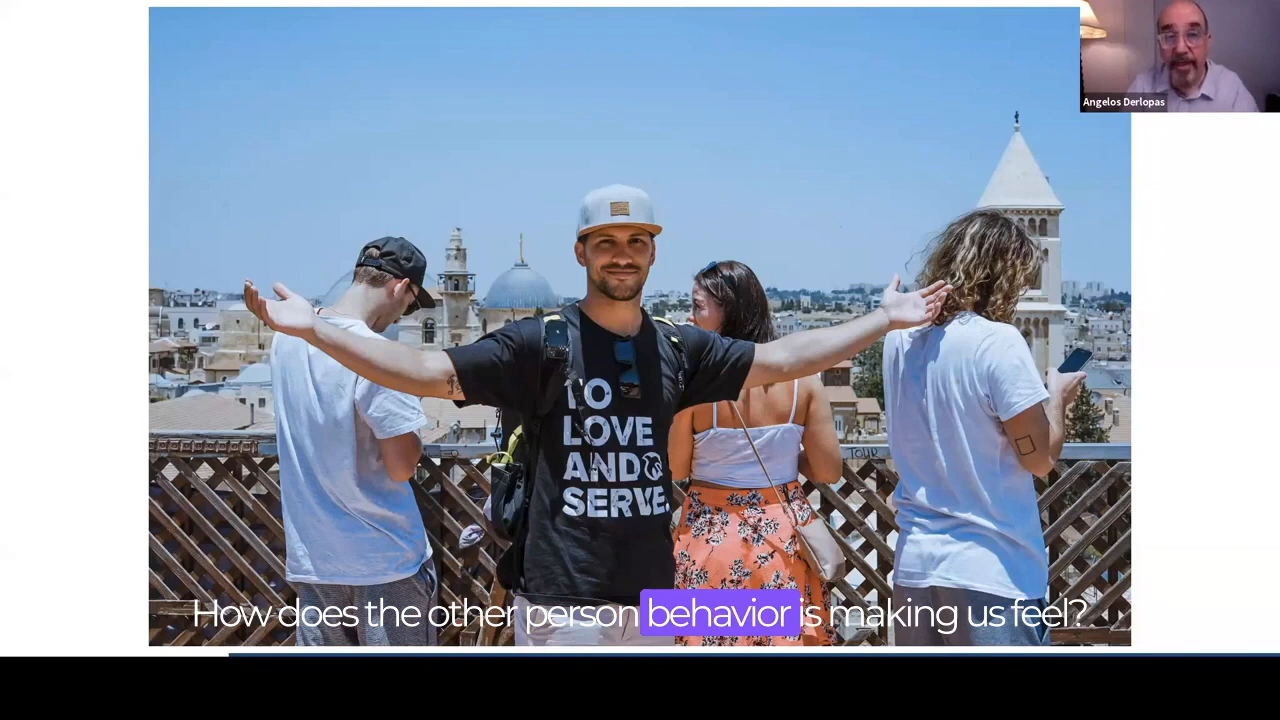 Angelos Derlopas
TO
LOVE
AND
SERVE.
TOUR
How does the other person behavior is making us feel?